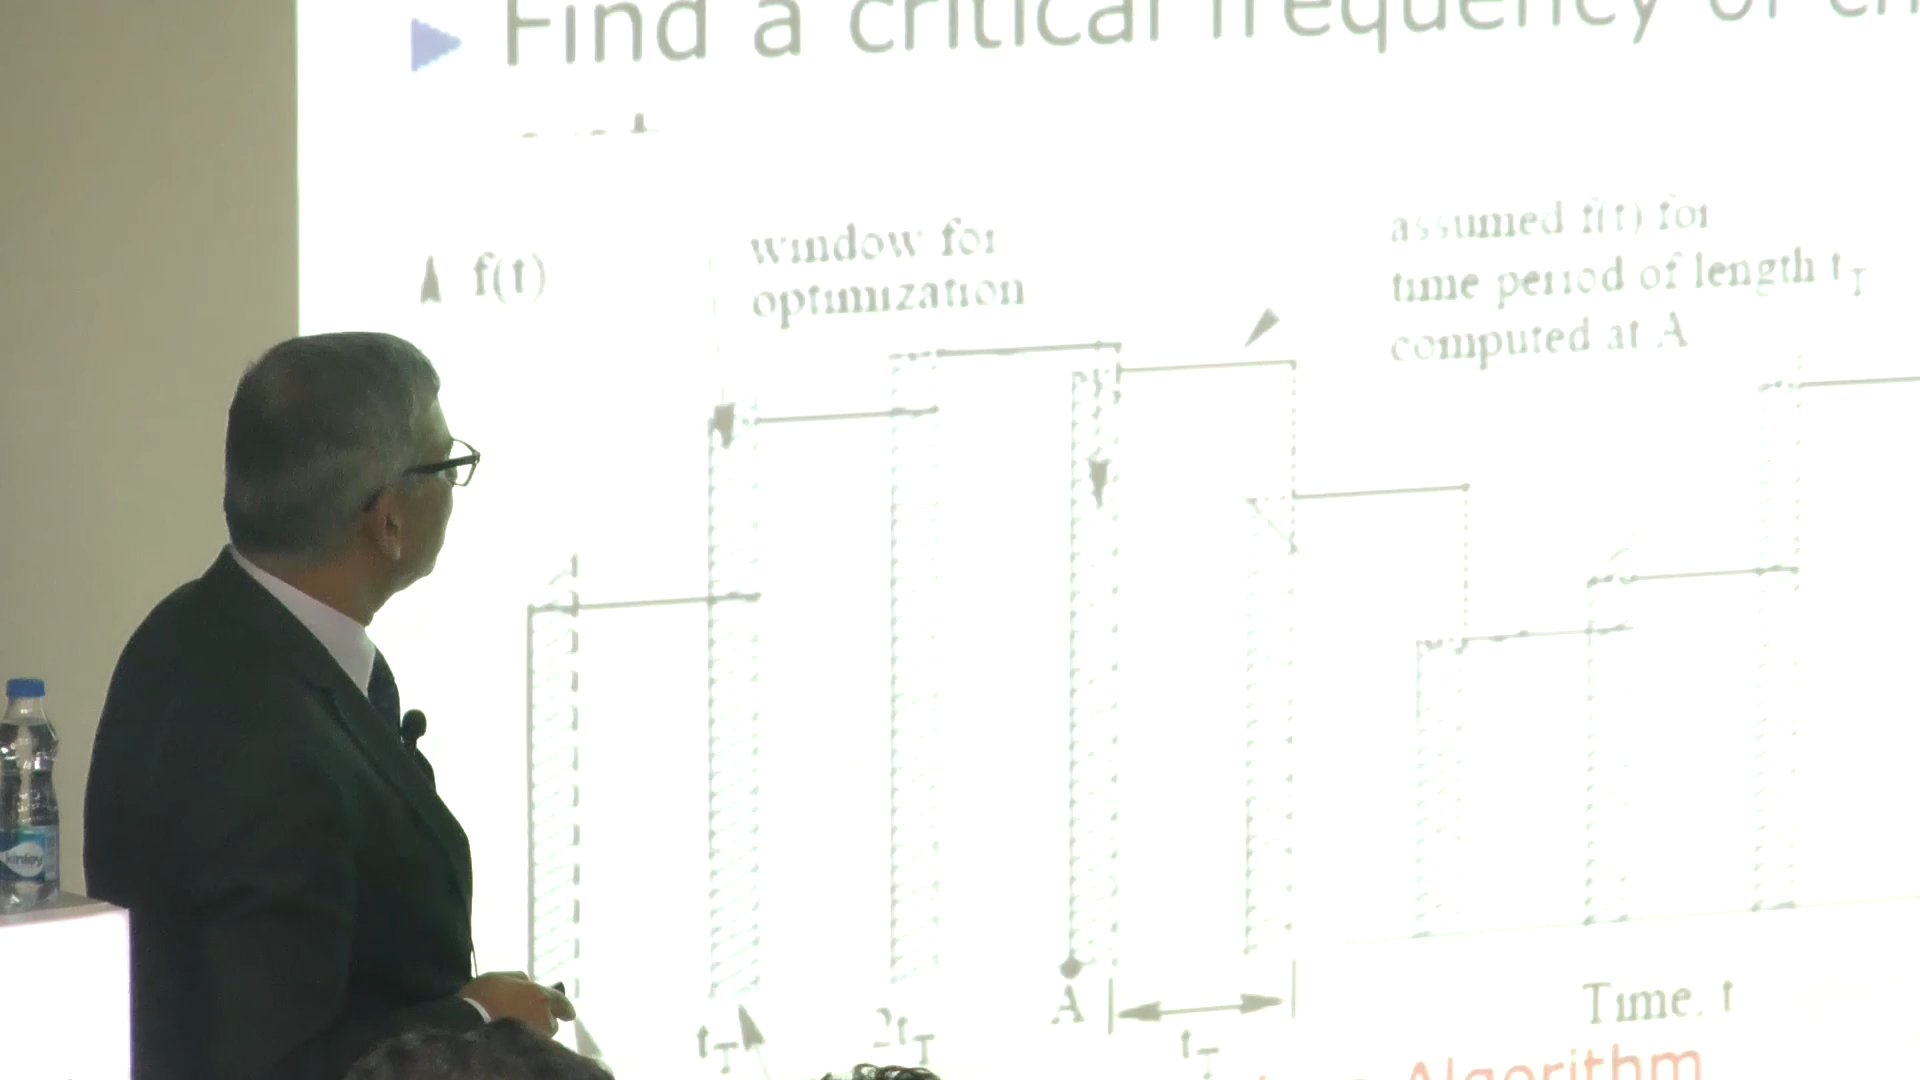 Find a critical frequency of
f(t)
window for
optimization
assumed f(t) for
time period of length t_T
computed at A
A
t_T
2t_T
t_T
Time, t
Algorithm
kinley